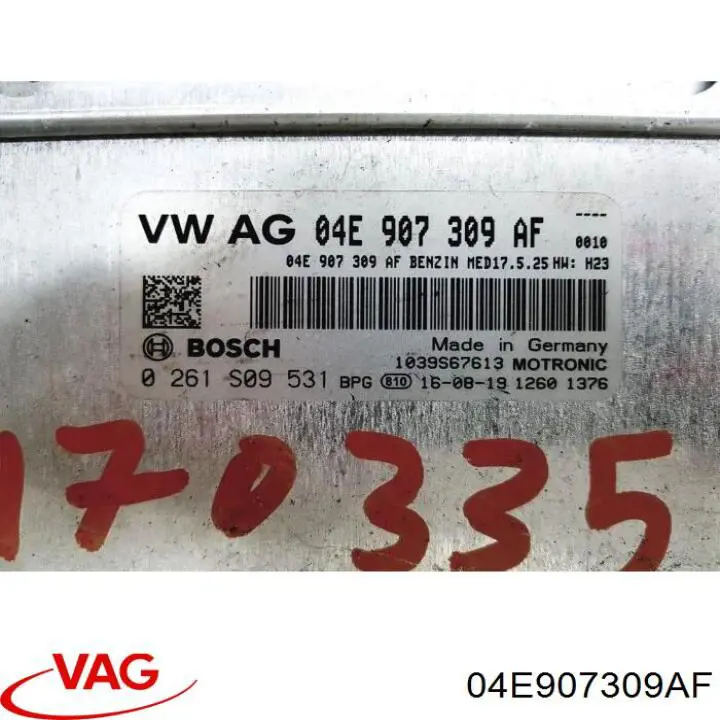 VW AG 04E 907 309 AF ----
0010
04E 907 309 AF BENZIN MED17.5.25 HW: H23
BOSCH
Made in Germany
1039S67613 MOTRONIC
0 261 S09 531 BPG 810 16-08-19 1260 1376
170335
VAG
04E907309AF